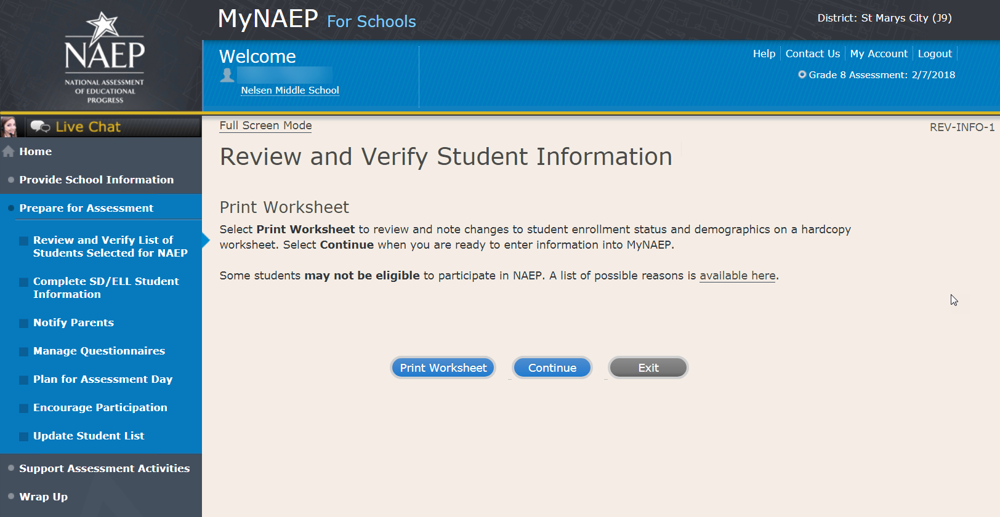 NAEP
NATIONAL ASSESSMENT
OF EDUCATIONAL
PROGRESS
MyNAEP For Schools
District: St Marys City (J9)
Welcome
Nelsen Middle School
Help Contact Us My Account Logout
Grade 8 Assessment: 2/7/2018
Live Chat
Home
Provide School Information
Prepare for Assessment
Review and Verify List of
Students Selected for NAEP
Complete SD/ELL Student
Information
Notify Parents
Manage Questionnaires
Plan for Assessment Day
Encourage Participation
Update Student List
Support Assessment Activities
Wrap Up
Full Screen Mode
REV-INFO-1
Review and Verify Student Information
Print Worksheet
Select Print Worksheet to review and note changes to student enrollment status and demographics on a hardcopy
worksheet. Select Continue when you are ready to enter information into MyNAEP.
Some students may not be eligible to participate in NAEP. A list of possible reasons is available here.
Print Worksheet Continue Exit